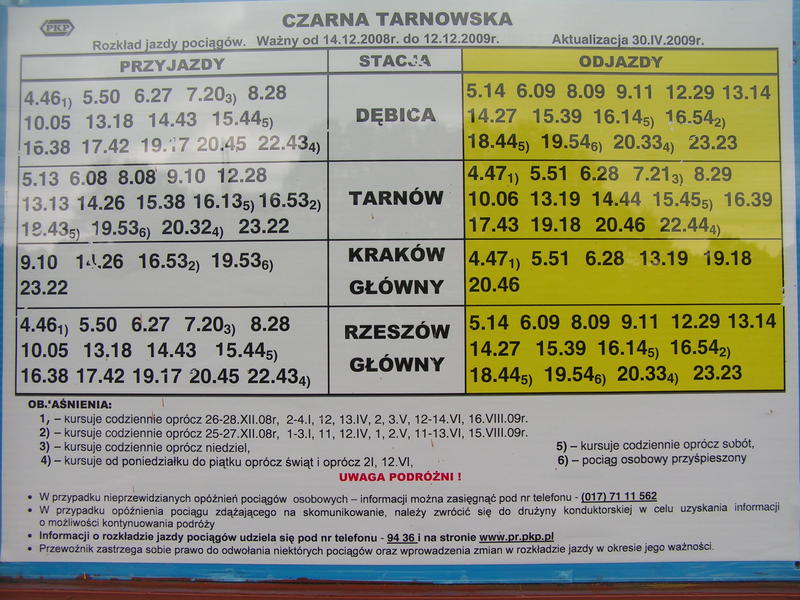 PKP
CZARNA TARNOWSKA
Rozkład jazdy pociągów. Ważny od 14.12.2008r. do 12.12.2009r. Aktualizacja 30.IV.2009r.
PRZYJAZDY STACJA ODJAZDY
4.46 1) 5.50 6.27 7.20 3) 8.28
10.05 13.18 14.43 15.44 5)
16.38 17.42 19.17 20.45 22.43 4)
DĘBICA
5.14 6.09 8.09 9.11 12.29 13.14
14.27 15.39 16.14 5) 16.54 2)
18.44 5) 19.54 6) 20.33 4) 23.23
5.13 6.08 8.08 9.10 12.28
13.13 14.26 15.38 16.13 5) 16.53 2)
18.43 5) 19.53 6) 20.32 4) 23.22
TARNÓW
4.47 1) 5.51 6.28 7.21 3) 8.29
10.06 13.19 14.44 15.45 5) 16.39
17.43 19.18 20.46 22.44 4)
9.10 14.26 16.53 2) 19.53 6)
23.22
KRAKÓW
GŁÓWNY
4.47 1) 5.51 6.28 13.19 19.18
20.46
4.46 1) 5.50 6.27 7.20 3) 8.28
10.05 13.18 14.43 15.44 5)
16.38 17.42 19.17 20.45 22.43 4)
RZESZÓW
GŁÓWNY
5.14 6.09 8.09 9.11 12.29 13.14
14.27 15.39 16.14 5) 16.54 2)
18.44 5) 19.54 6) 20.33 4) 23.23
OBJAŚNIENIA:
1) – kursuje codziennie oprócz 26-28.XII.08r, 2-4.I, 12, 13.IV, 2, 3.V, 12-14.VI, 16.VIII.09r.
2) – kursuje codziennie oprócz 25-27.XII.08r, 1-3.I, 11, 12.IV, 1, 2.V, 11-13.VI, 15.VIII.09r.
3) – kursuje codziennie oprócz niedziel,
4) – kursuje od poniedziałku do piątku oprócz świąt i oprócz 2I, 12.VI,
5) – kursuje codziennie oprócz sobót,
6) – pociąg osobowy przyśpieszony
UWAGA PODRÓŻNI !
• W przypadku nieprzewidzianych opóźnień pociągów osobowych – informacji można zasięgnąć pod nr telefonu - (017) 71 11 562
• W przypadku opóźnienia pociągu zdążającego na skomunikowanie, należy zwrócić się do drużyny konduktorskiej w celu uzyskania informacji
o możliwości kontynuowania podróży
• Informacji o rozkładzie jazdy pociągów udziela się pod nr telefonu - 94 36 i na stronie www.pr.pkp.pl
• Przewoźnik zastrzega sobie prawo do odwołania niektórych pociągów oraz wprowadzenia zmian w rozkładzie jazdy w okresie jego ważności.